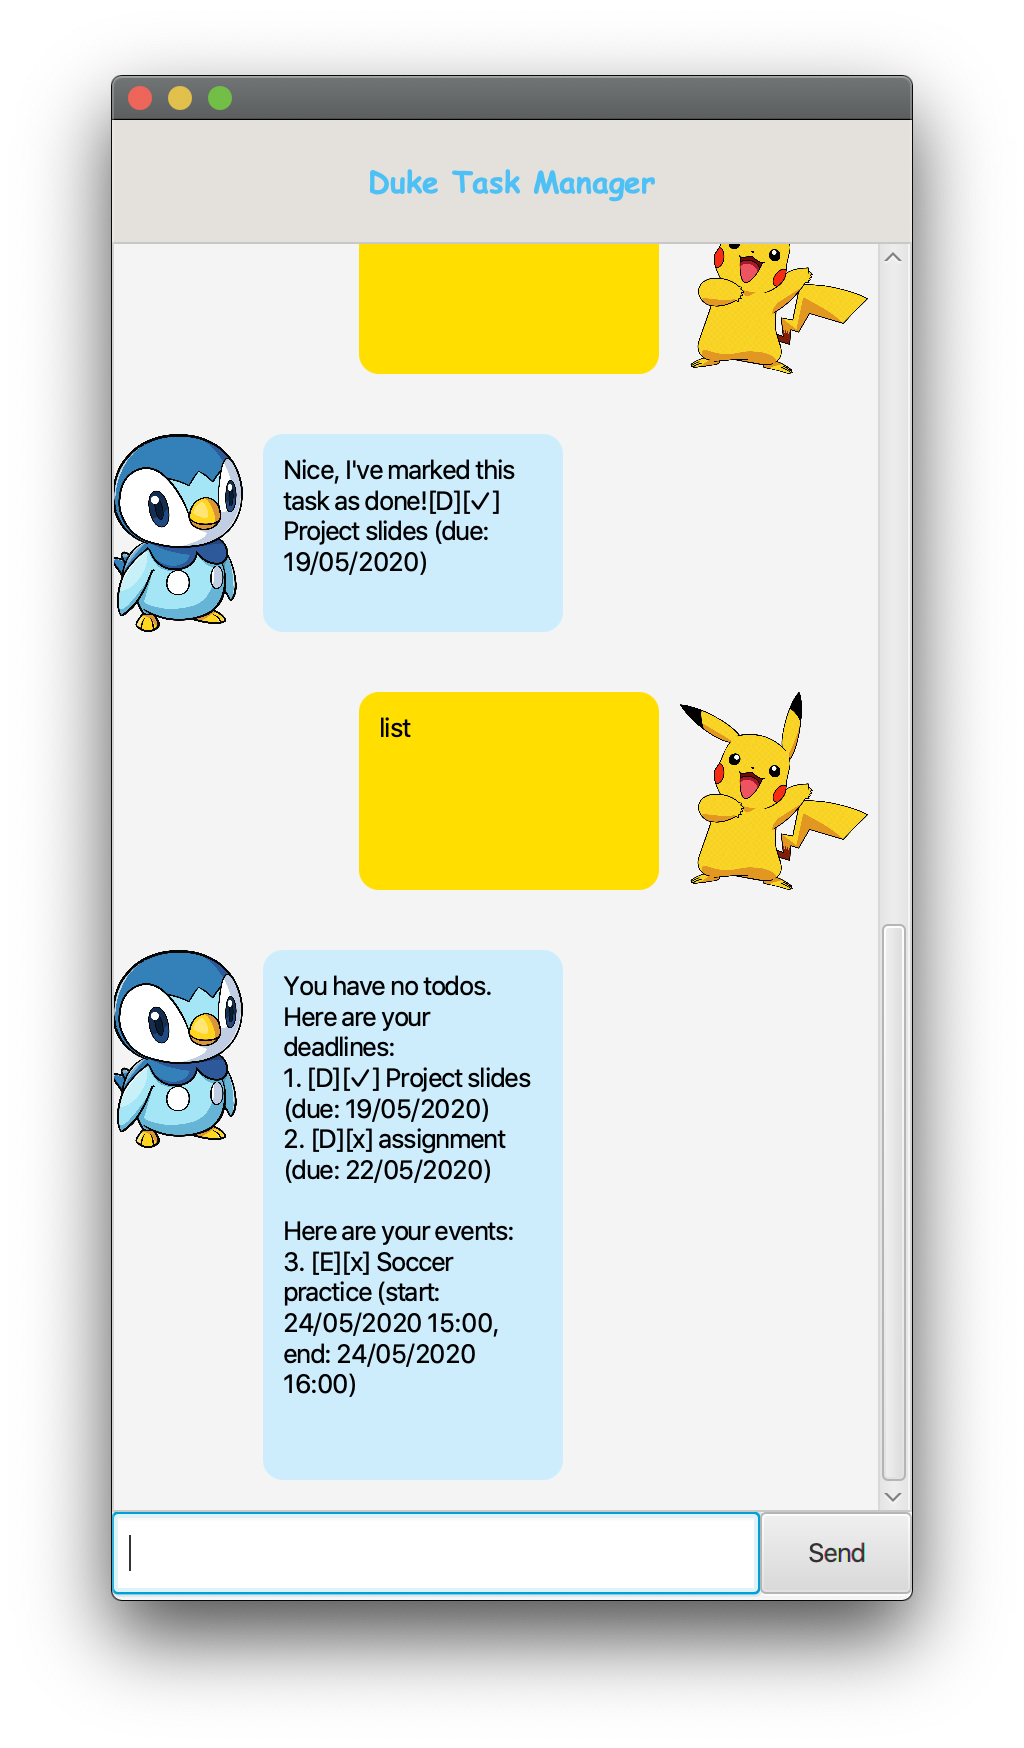 Duke Task Manager
Nice, I've marked this
task as done![D][✓]
Project slides (due:
19/05/2020)
list
You have no todos.
Here are your
deadlines:
1. [D][✓] Project slides
(due: 19/05/2020)
2. [D][x] assignment
(due: 22/05/2020)
Here are your events:
3. [E][x] Soccer
practice (start:
24/05/2020 15:00,
end: 24/05/2020
16:00)
Send